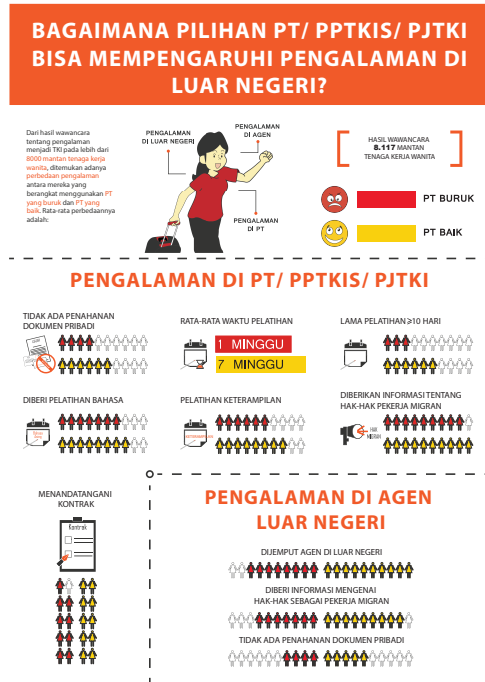 BAGAIMANA PILIHAN PT/ PPTKIS/ PJTKI
BISA MEMPENGARUHI PENGALAMAN DI
LUAR NEGERI?
Dari hasil wawancara
tentang pengalaman
menjadi TKI pada lebih dari
8000 mantan tenaga kerja
wanita, ditemukan adanya
perbedaan pengalaman
antara mereka yang
berangkat menggunakan PT
yang buruk dan PT yang
baik. Rata-rata perbedaannya
adalah:
PENGALAMAN
DI LUAR NEGERI
PENGALAMAN
DI AGEN
PENGALAMAN
DI PT
HASIL WAWANCARA
8.117 MANTAN
TENAGA KERJA WANITA
PT BURUK
PT BAIK
PENGALAMAN DI PT/ PPTKIS/ PJTKI
TIDAK ADA PENAHANAN
DOKUMEN PRIBADI
RATA-RATA WAKTU PELATIHAN
1 MINGGU
7 MINGGU
LAMA PELATIHAN ≥10 HARI
DIBERI PELATIHAN BAHASA
PELATIHAN KETERAMPILAN
DIBERIKAN INFORMASI TENTANG
HAK-HAK PEKERJA MIGRAN
HAK
MIGRAN
MENANDATANGANI
KONTRAK
Kontrak
PENGALAMAN DI AGEN
LUAR NEGERI
DIJEMPUT AGEN DI LUAR NEGERI
DIBERI INFORMASI MENGENAI
HAK-HAK SEBAGAI PEKERJA MIGRAN
TIDAK ADA PENAHANAN DOKUMEN PRIBADI